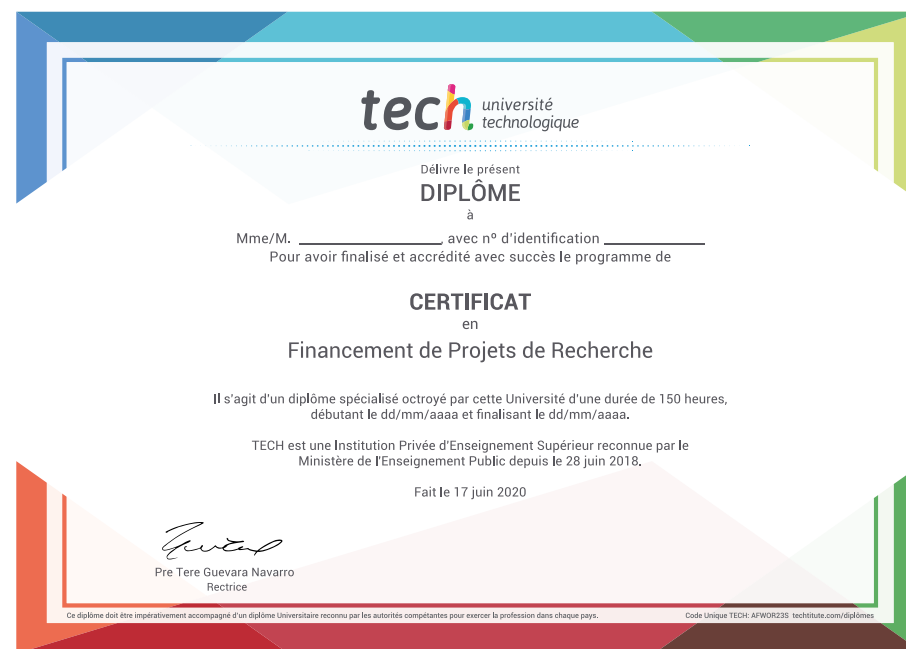 tech université
technologique
Délivre le présent
DIPLÔME
à
Mme/M. ____________________, avec nº d'identification ______________
Pour avoir finalisé et accrédité avec succès le programme de
CERTIFICAT
en
Financement de Projets de Recherche
Il s'agit d'un diplôme spécialisé octroyé par cette Université d'une durée de 150 heures,
débutant le dd/mm/aaaa et finalisant le dd/mm/aaaa.
TECH est une Institution Privée d'Enseignement Supérieur reconnue par le
Ministère de l'Enseignement Public depuis le 28 juin 2018.
Fait le 17 juin 2020
Pre Tere Guevara Navarro
Rectrice
Ce diplôme doit être impérativement accompagné d'un diplôme Universitaire reconnu par les autorités compétantes pour exercer la profession dans chaque pays. Code Unique TECH: AFWOR23S techtitute.com/diplômes